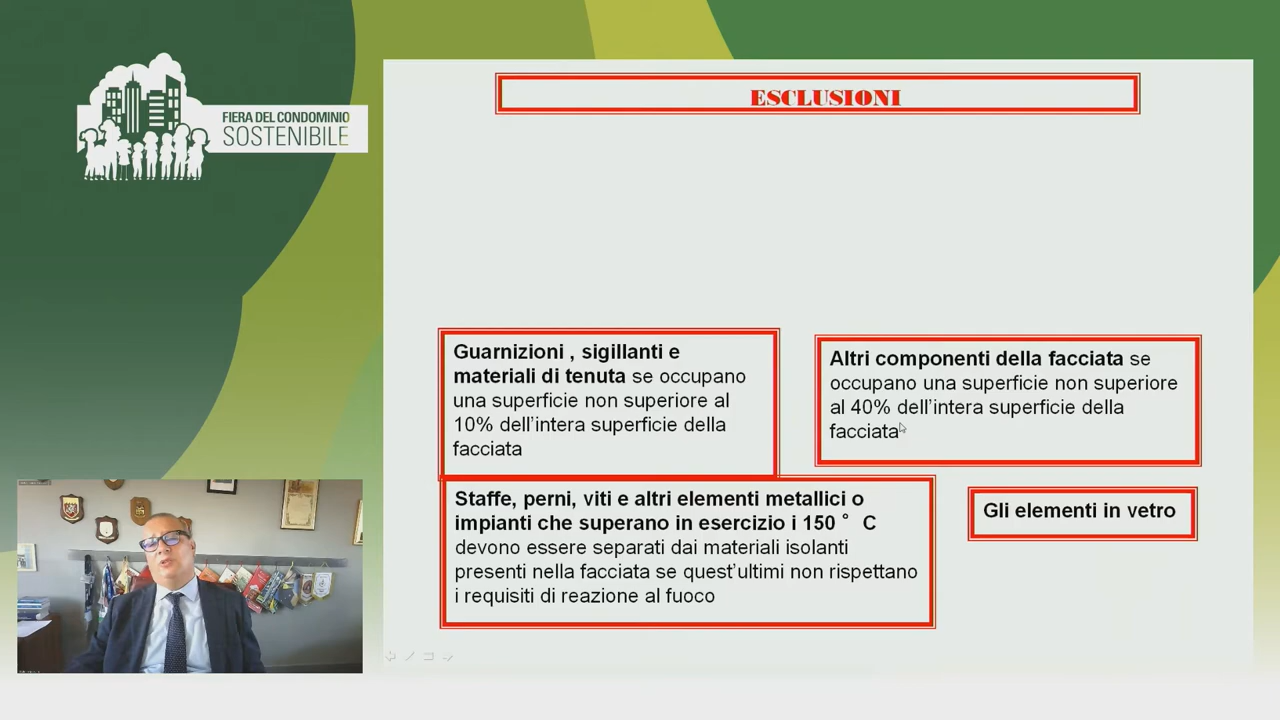 FIERA DEL CONDOMINIO
SOSTENIBILE
ESCLUSIONI
Guarnizioni , sigillanti e
materiali di tenuta se occupano
una superficie non superiore al
10% dell'intera superficie della
facciata
Altri componenti della facciata se
occupano una superficie non superiore
al 40% dell'intera superficie della
facciata
Staffe, perni, viti e altri elementi metallici o
impianti che superano in esercizio i 150 ° C
devono essere separati dai materiali isolanti
presenti nella facciata se quest'ultimi non rispettano
i requisiti di reazione al fuoco
Gli elementi in vetro